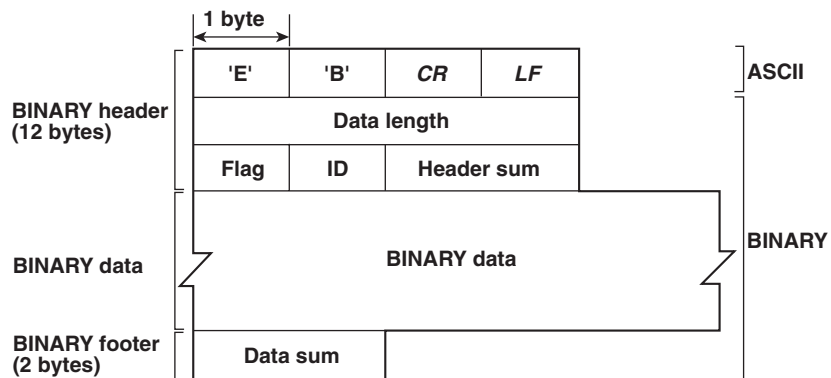 1 byte
'E' 'B' CR LF
ASCII
BINARY header
(12 bytes)
Data length
Flag ID Header sum
BINARY
BINARY data
BINARY data
BINARY footer
(2 bytes)
Data sum